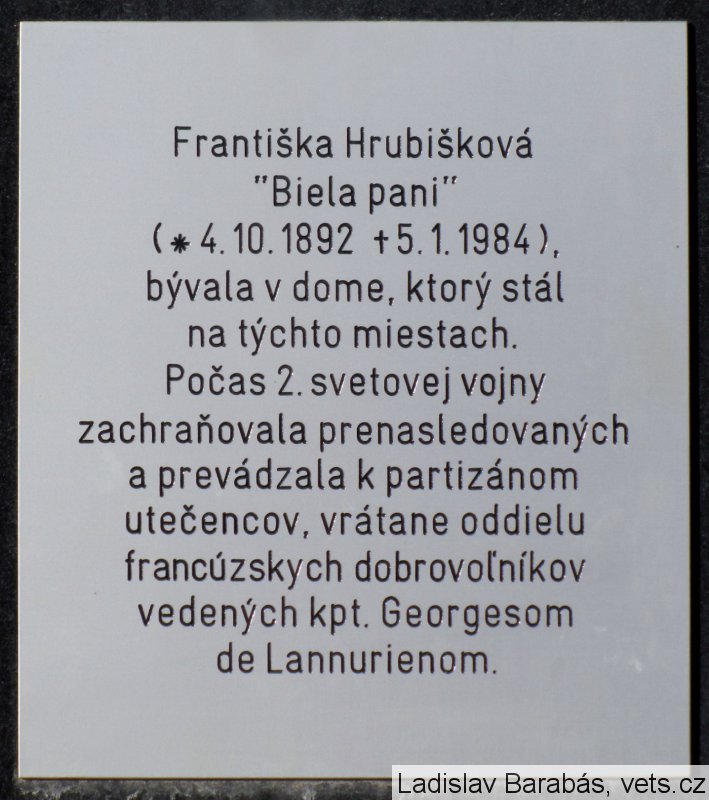 Františka Hrubišková
"Biela pani"
(* 4.10.1892 †5.1.1984),
bývala v dome, ktorý stál
na týchto miestach.
Počas 2. svetovej vojny
zachraňovala prenasledovaných
a prevádzala k partizánom
utečencov, vrátane oddielu
francúzskych dobrovoľníkov
vedených kpt. Georgesom
de Lannurienom.
Ladislav Barabás, vets.cz